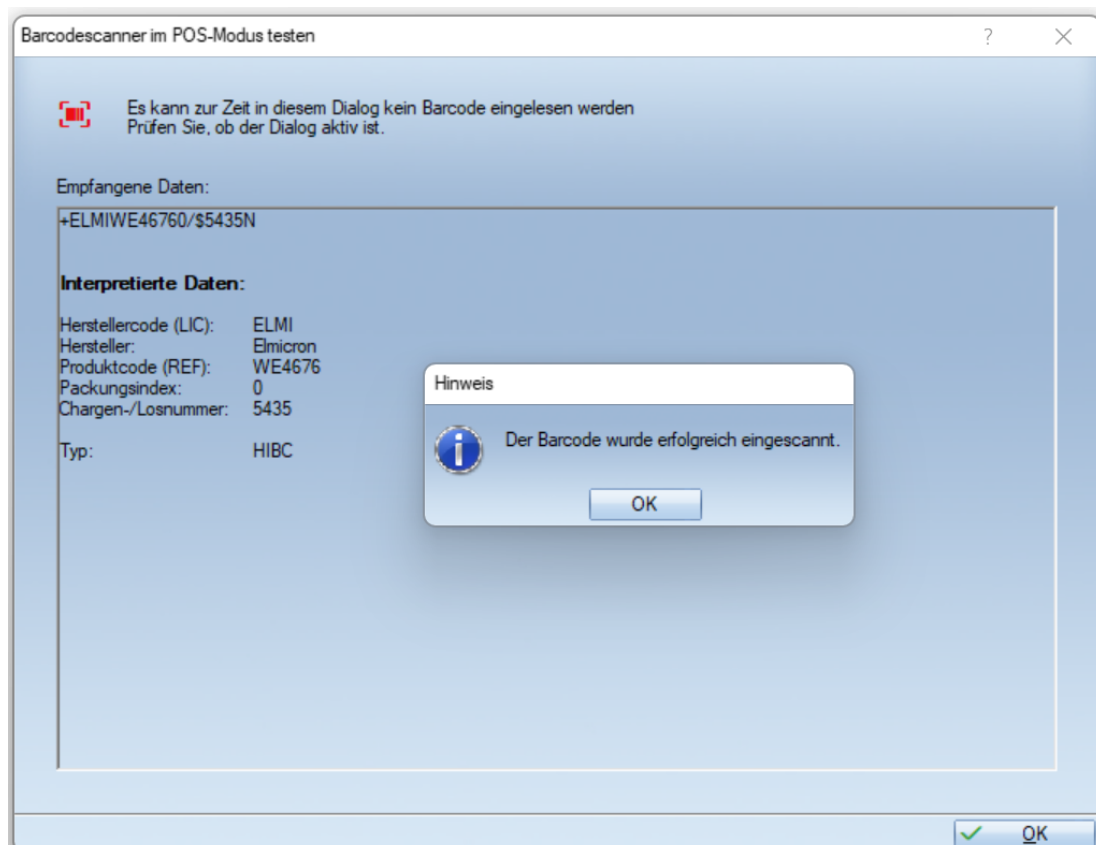 Barcodescanner im POS-Modus testen
Es kann zur Zeit in diesem Dialog kein Barcode eingelesen werden
Prüfen Sie, ob der Dialog aktiv ist.
Empfangene Daten:
+ELMIWE46760/$5435N
Interpretierte Daten:
Herstellercode (LIC): ELMI
Hersteller: Elmicron
Produktcode (REF): WE4676
Packungsindex: 0
Chargen-/Losnummer: 5435
Typ: HIBC
Hinweis
Der Barcode wurde erfolgreich eingescannt.
OK
OK